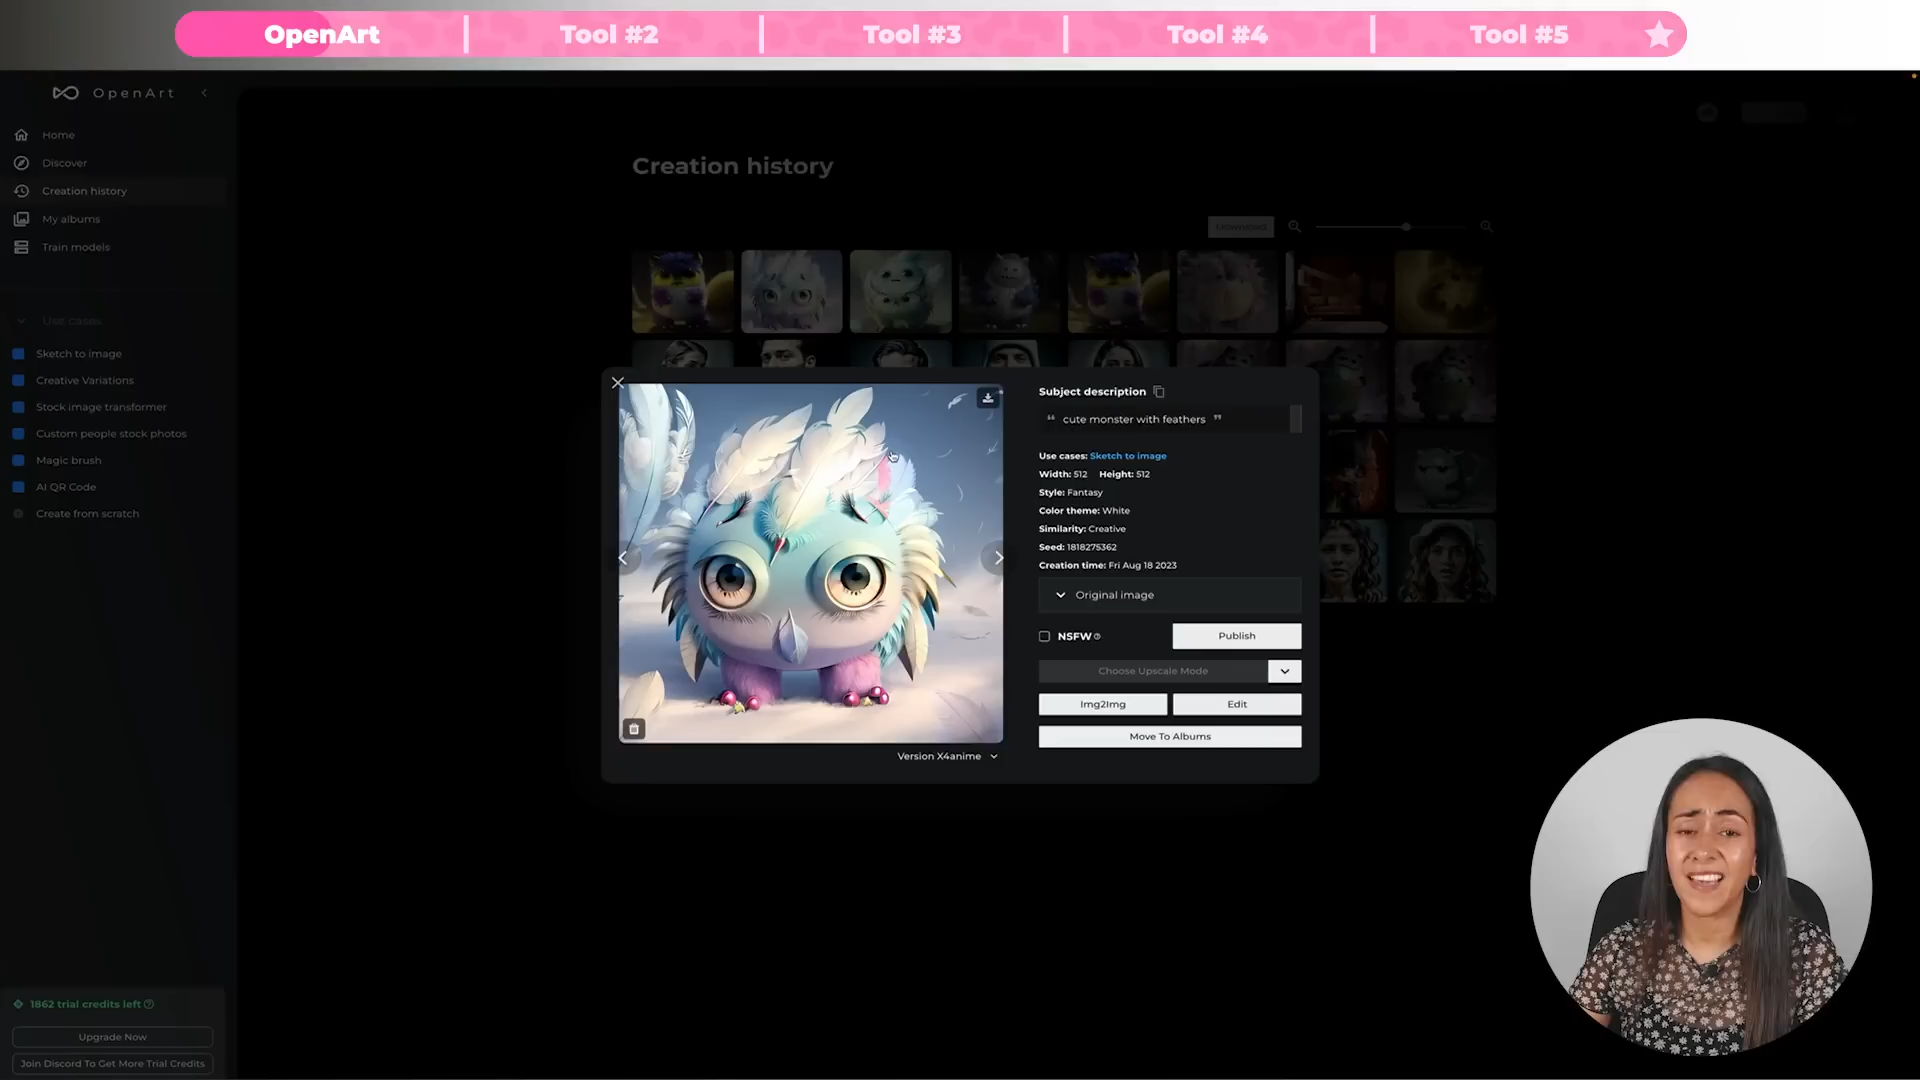 OpenArt
Tool #2
Tool #3
Tool #4
Tool #5
OpenArt
Home
Discover
Creation history
My albums
Train models
Use cases
Sketch to image
Creative Variations
Stock image transformer
Custom people stock photos
Magic brush
AI QR Code
Create from scratch
1862 trial credits left
Upgrade Now
Join Discord To Get More Trial Credits
Creation history
Download
Subject description
“ cute monster with feathers ”
Use cases: Sketch to image
Width: 512 Height: 512
Style: Fantasy
Color theme: White
Similarity: Creative
Seed: 1818275362
Creation time: Fri Aug 18 2023
Original image
NSFW
Publish
Choose Upscale Mode
Img2Img
Edit
Move To Albums
Version X4anime